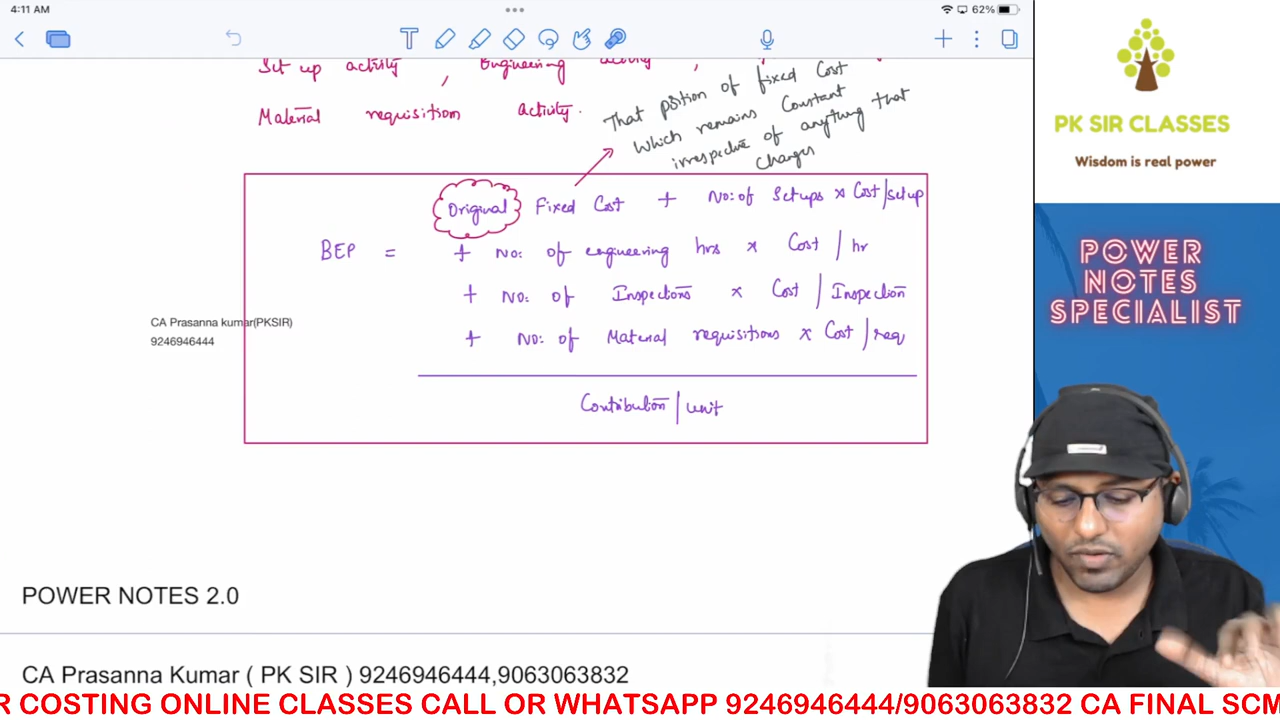 4:11 AM
62%
Set up activity , Engineering activity ,
Material requisition activity.
That position of fixed Cost
Which remains Constant
irrespective of anything that
changes
Original Fixed Cost + No: of Setups x Cost/setup
BEP = + No: of engineering hrs x Cost / hr
+ No: of Inspections x Cost / Inspection
+ No: of Material requisitions x Cost / req
Contribution / unit
CA Prasanna kumar(PKSIR)
9246946444
POWER NOTES 2.0
CA Prasanna Kumar ( PK SIR ) 9246946444,9063063832
PK SIR CLASSES
Wisdom is real power
POWER
NOTES
SPECIALIST
R COSTING ONLINE CLASSES CALL OR WHATSAPP 9246946444/9063063832 CA FINAL SCM